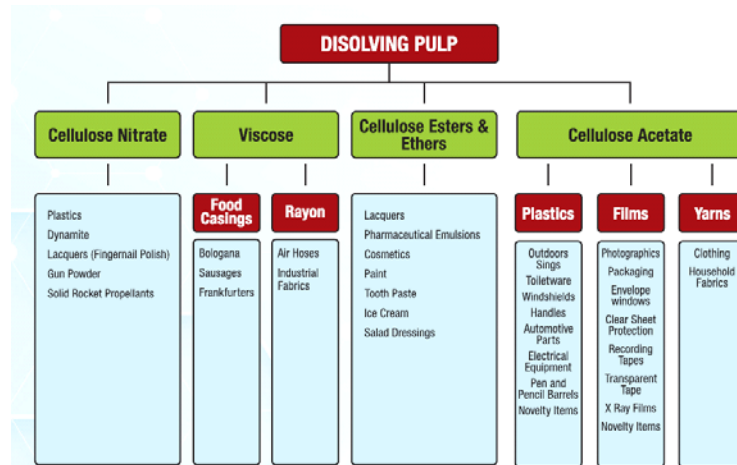 DISOLVING PULP
Cellulose Nitrate
Viscose
Cellulose Esters &
Ethers
Cellulose Acetate
Plastics
Dynamite
Lacquers (Fingernail Polish)
Gun Powder
Solid Rocket Propellants
Food
Casings
Bologana
Sausages
Frankfurters
Rayon
Air Hoses
Industrial
Fabrics
Lacquers
Pharmaceutical Emulsions
Cosmetics
Paint
Tooth Paste
Ice Cream
Salad Dressings
Plastics
Outdoors
Sings
Toiletware
Windshields
Handles
Automotive
Parts
Electrical
Equipment
Pen and
Pencil Barrels
Novelty Items
Films
Photographics
Packaging
Envelope
windows
Clear Sheet
Protection
Recording
Tapes
Transparent
Tape
X Ray Films
Novelty Items
Yarns
Clothing
Household
Fabrics